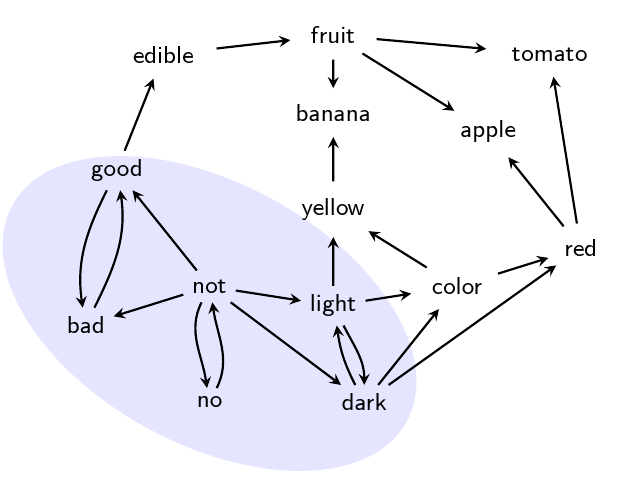 fruit
edible
tomato
banana
apple
good
yellow
red
not
color
light
bad
no
dark